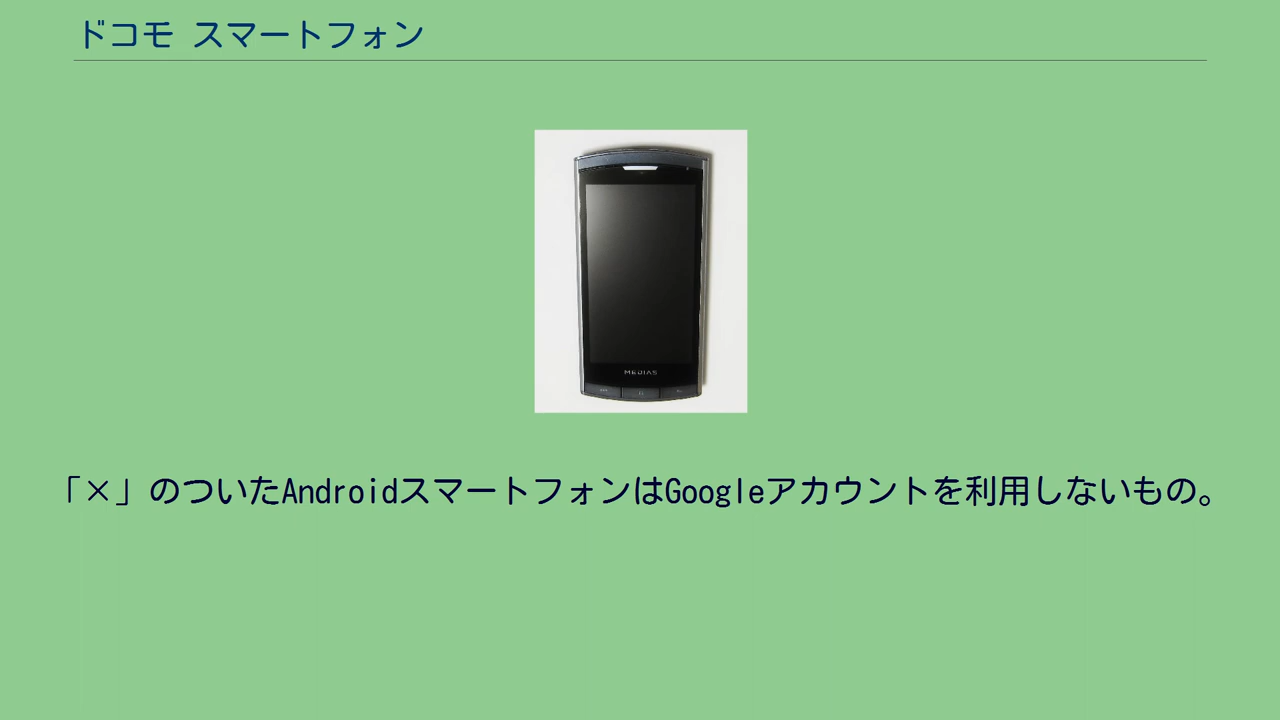 ドコモ スマートフォン
MEDIAS
「×」のついたAndroidスマートフォンはGoogleアカウントを利用しないもの。